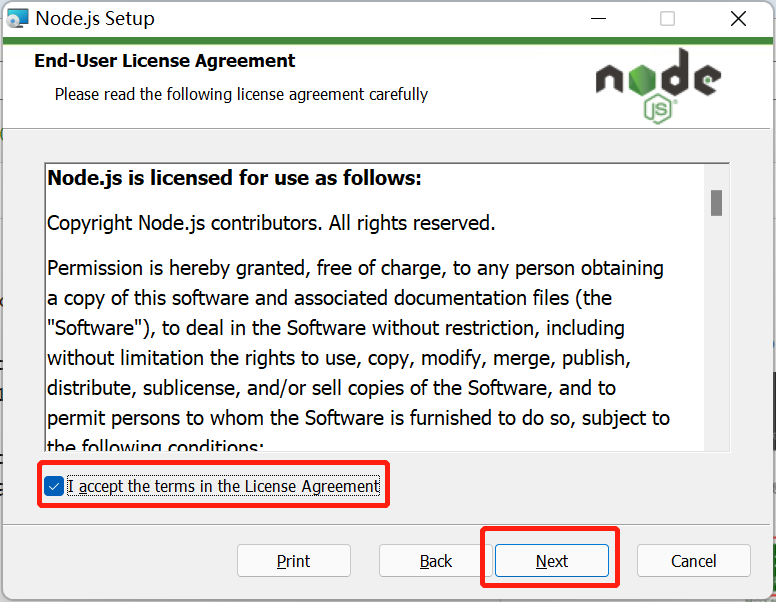 Node.js Setup
End-User License Agreement
Please read the following license agreement carefully
node
JS
Node.js is licensed for use as follows:
Copyright Node.js contributors. All rights reserved.
Permission is hereby granted, free of charge, to any person obtaining
a copy of this software and associated documentation files (the
"Software"), to deal in the Software without restriction, including
without limitation the rights to use, copy, modify, merge, publish,
distribute, sublicense, and/or sell copies of the Software, and to
permit persons to whom the Software is furnished to do so, subject to
the following conditions:
I accept the terms in the License Agreement
Print
Back
Next
Cancel